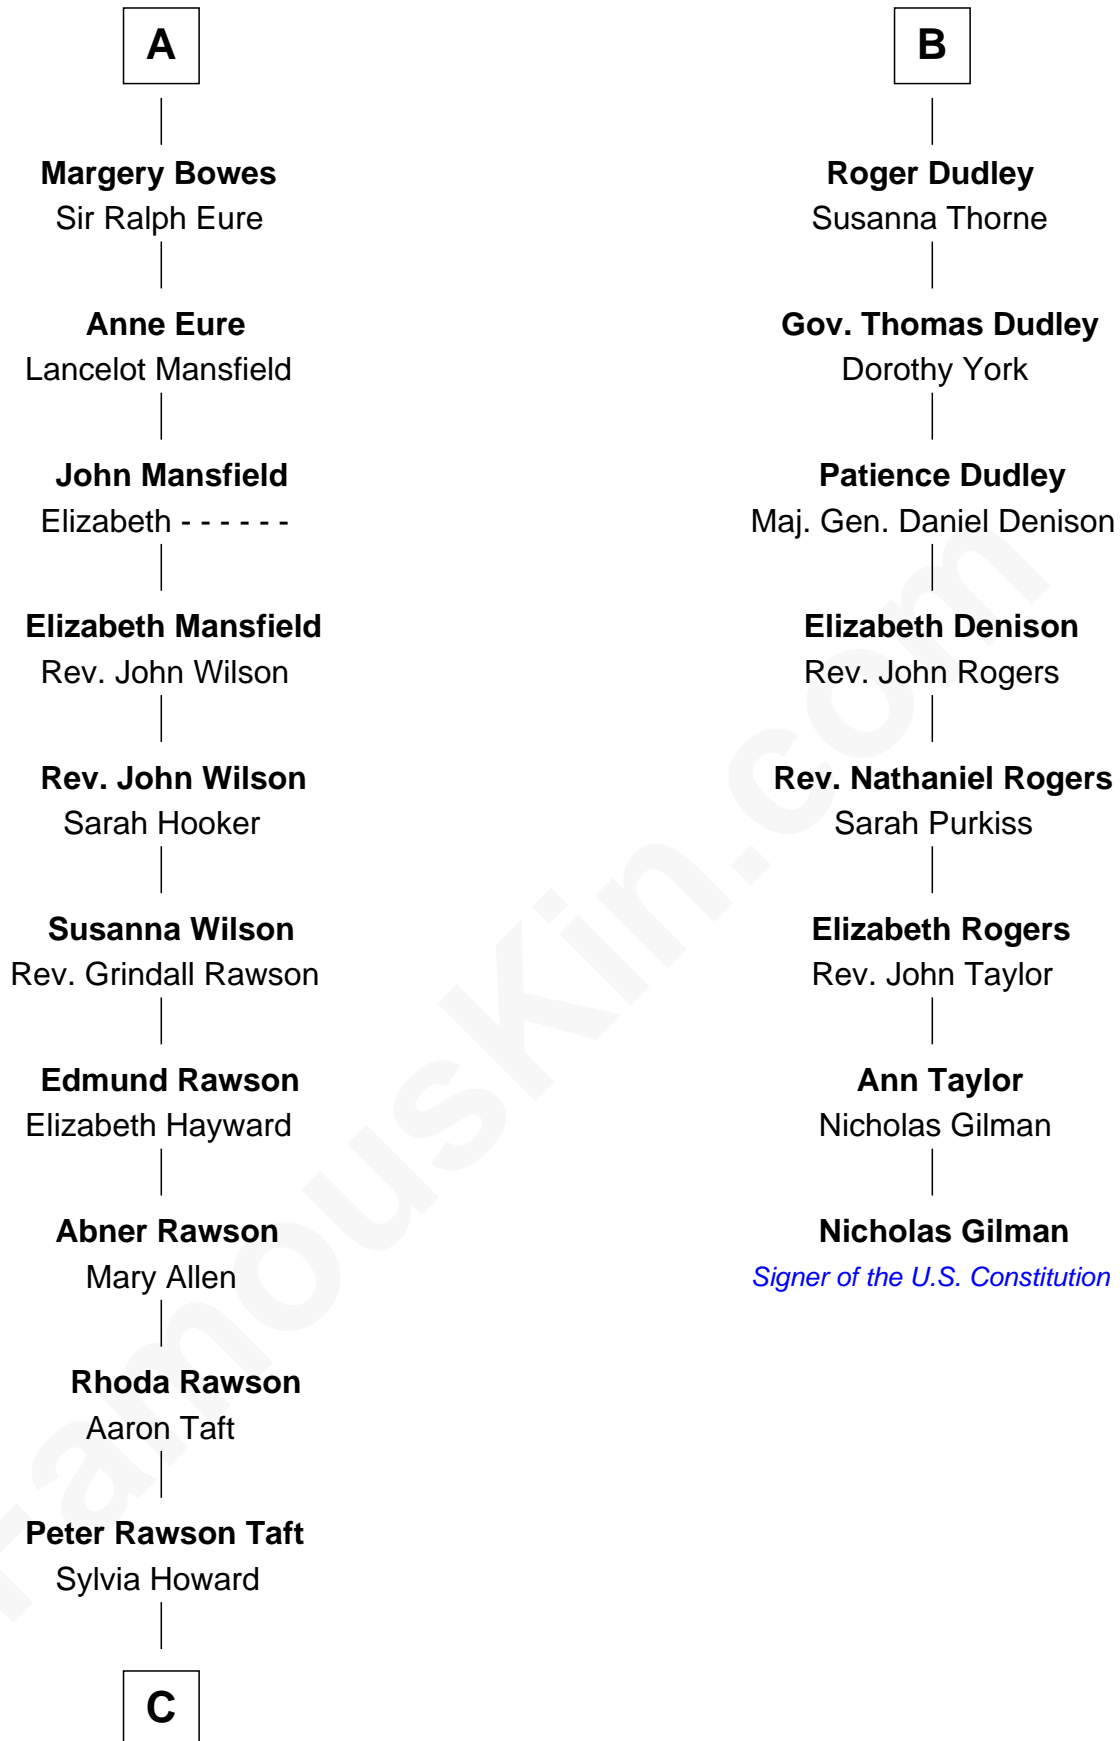 A
Margery Bowes
Sir Ralph Eure
Anne Eure
Lancelot Mansfield
John Mansfield
Elizabeth - - - - - -
Elizabeth Mansfield
Rev. John Wilson
Rev. John Wilson
Sarah Hooker
Susanna Wilson
Rev. Grindall Rawson
Edmund Rawson
Elizabeth Hayward
Abner Rawson
Mary Allen
Rhoda Rawson
Aaron Taft
Peter Rawson Taft
Sylvia Howard
C
B
Roger Dudley
Susanna Thorne
Gov. Thomas Dudley
Dorothy York
Patience Dudley
Maj. Gen. Daniel Denison
Elizabeth Denison
Rev. John Rogers
Rev. Nathaniel Rogers
Sarah Purkiss
Elizabeth Rogers
Rev. John Taylor
Ann Taylor
Nicholas Gilman
Nicholas Gilman
Signer of the U.S. Constitution
FamousKin.com